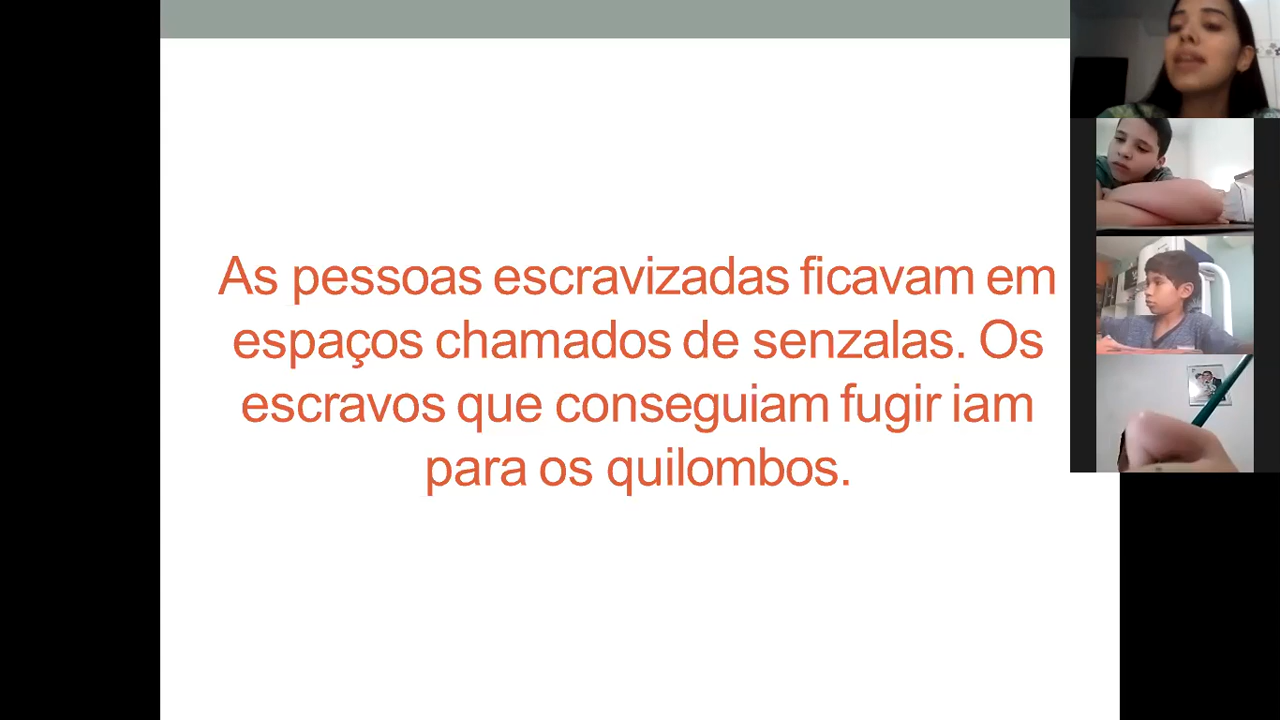 As pessoas escravizadas ficavam em
espaços chamados de senzalas. Os
escravos que conseguiam fugir iam
para os quilombos.